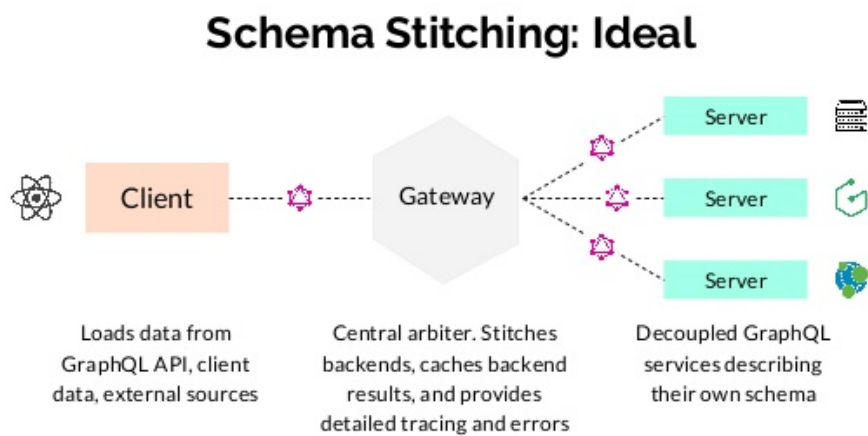 Schema Stitching: Ideal
Client
Gateway
Server
Server
Server
Loads data from
GraphQL API, client
data, external sources
Central arbiter. Stitches
backends, caches backend
results, and provides
detailed tracing and errors
Decoupled GraphQL
services describing
their own schema